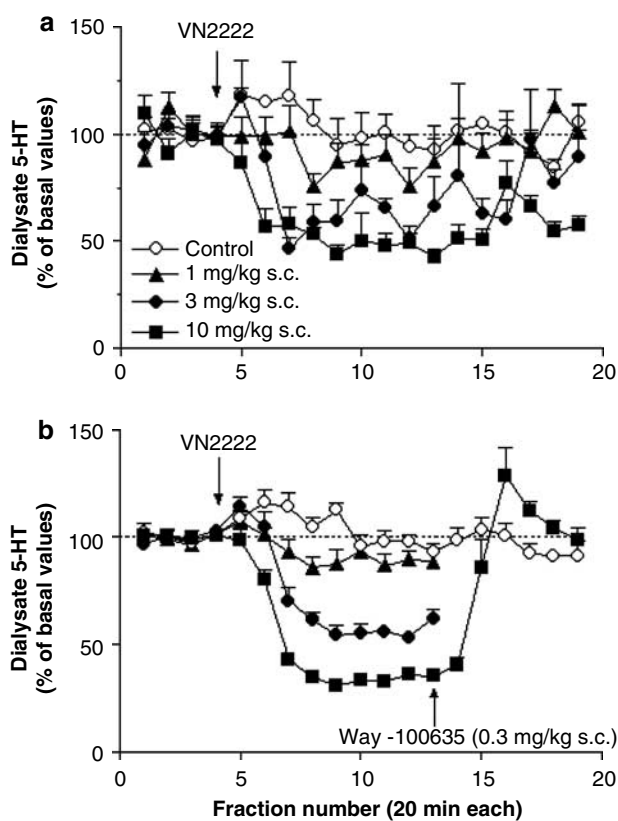 a
150
VN2222
100
50
0
Dialysate 5-HT
(% of basal values)
Control
1 mg/kg s.c.
3 mg/kg s.c.
10 mg/kg s.c.
0 5 10 15 20
b
150
VN2222
100
50
0
Dialysate 5-HT
(% of basal values)
Way -100635 (0.3 mg/kg s.c.)
0 5 10 15 20
Fraction number (20 min each)